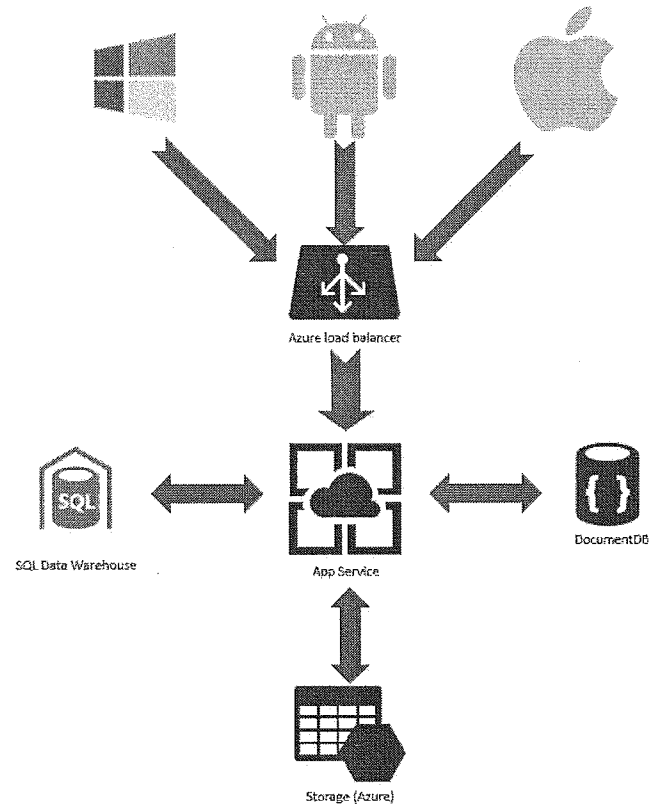 Azure load balancer
SQL
SQL Data Warehouse
App Service
{ }
DocumentDB
Storage (Azure)